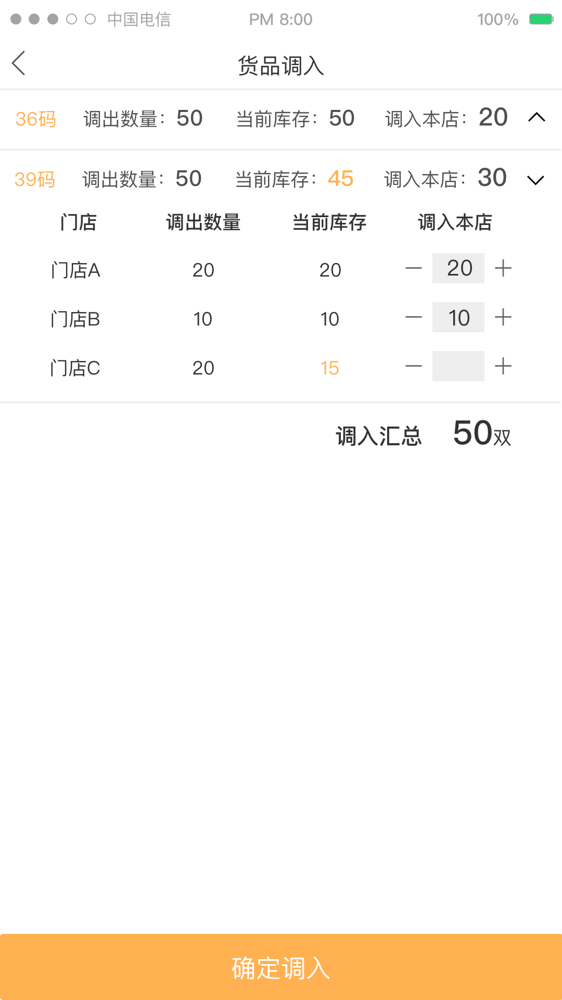 中国电信 PM 8:00 100%
货品调入
36码 调出数量：50 当前库存：50 调入本店：20
39码 调出数量：50 当前库存：45 调入本店：30
门店 调出数量 当前库存 调入本店
门店A 20 20 — 20 +
门店B 10 10 — 10 +
门店C 20 15 — +
调入汇总 50双
确定调入